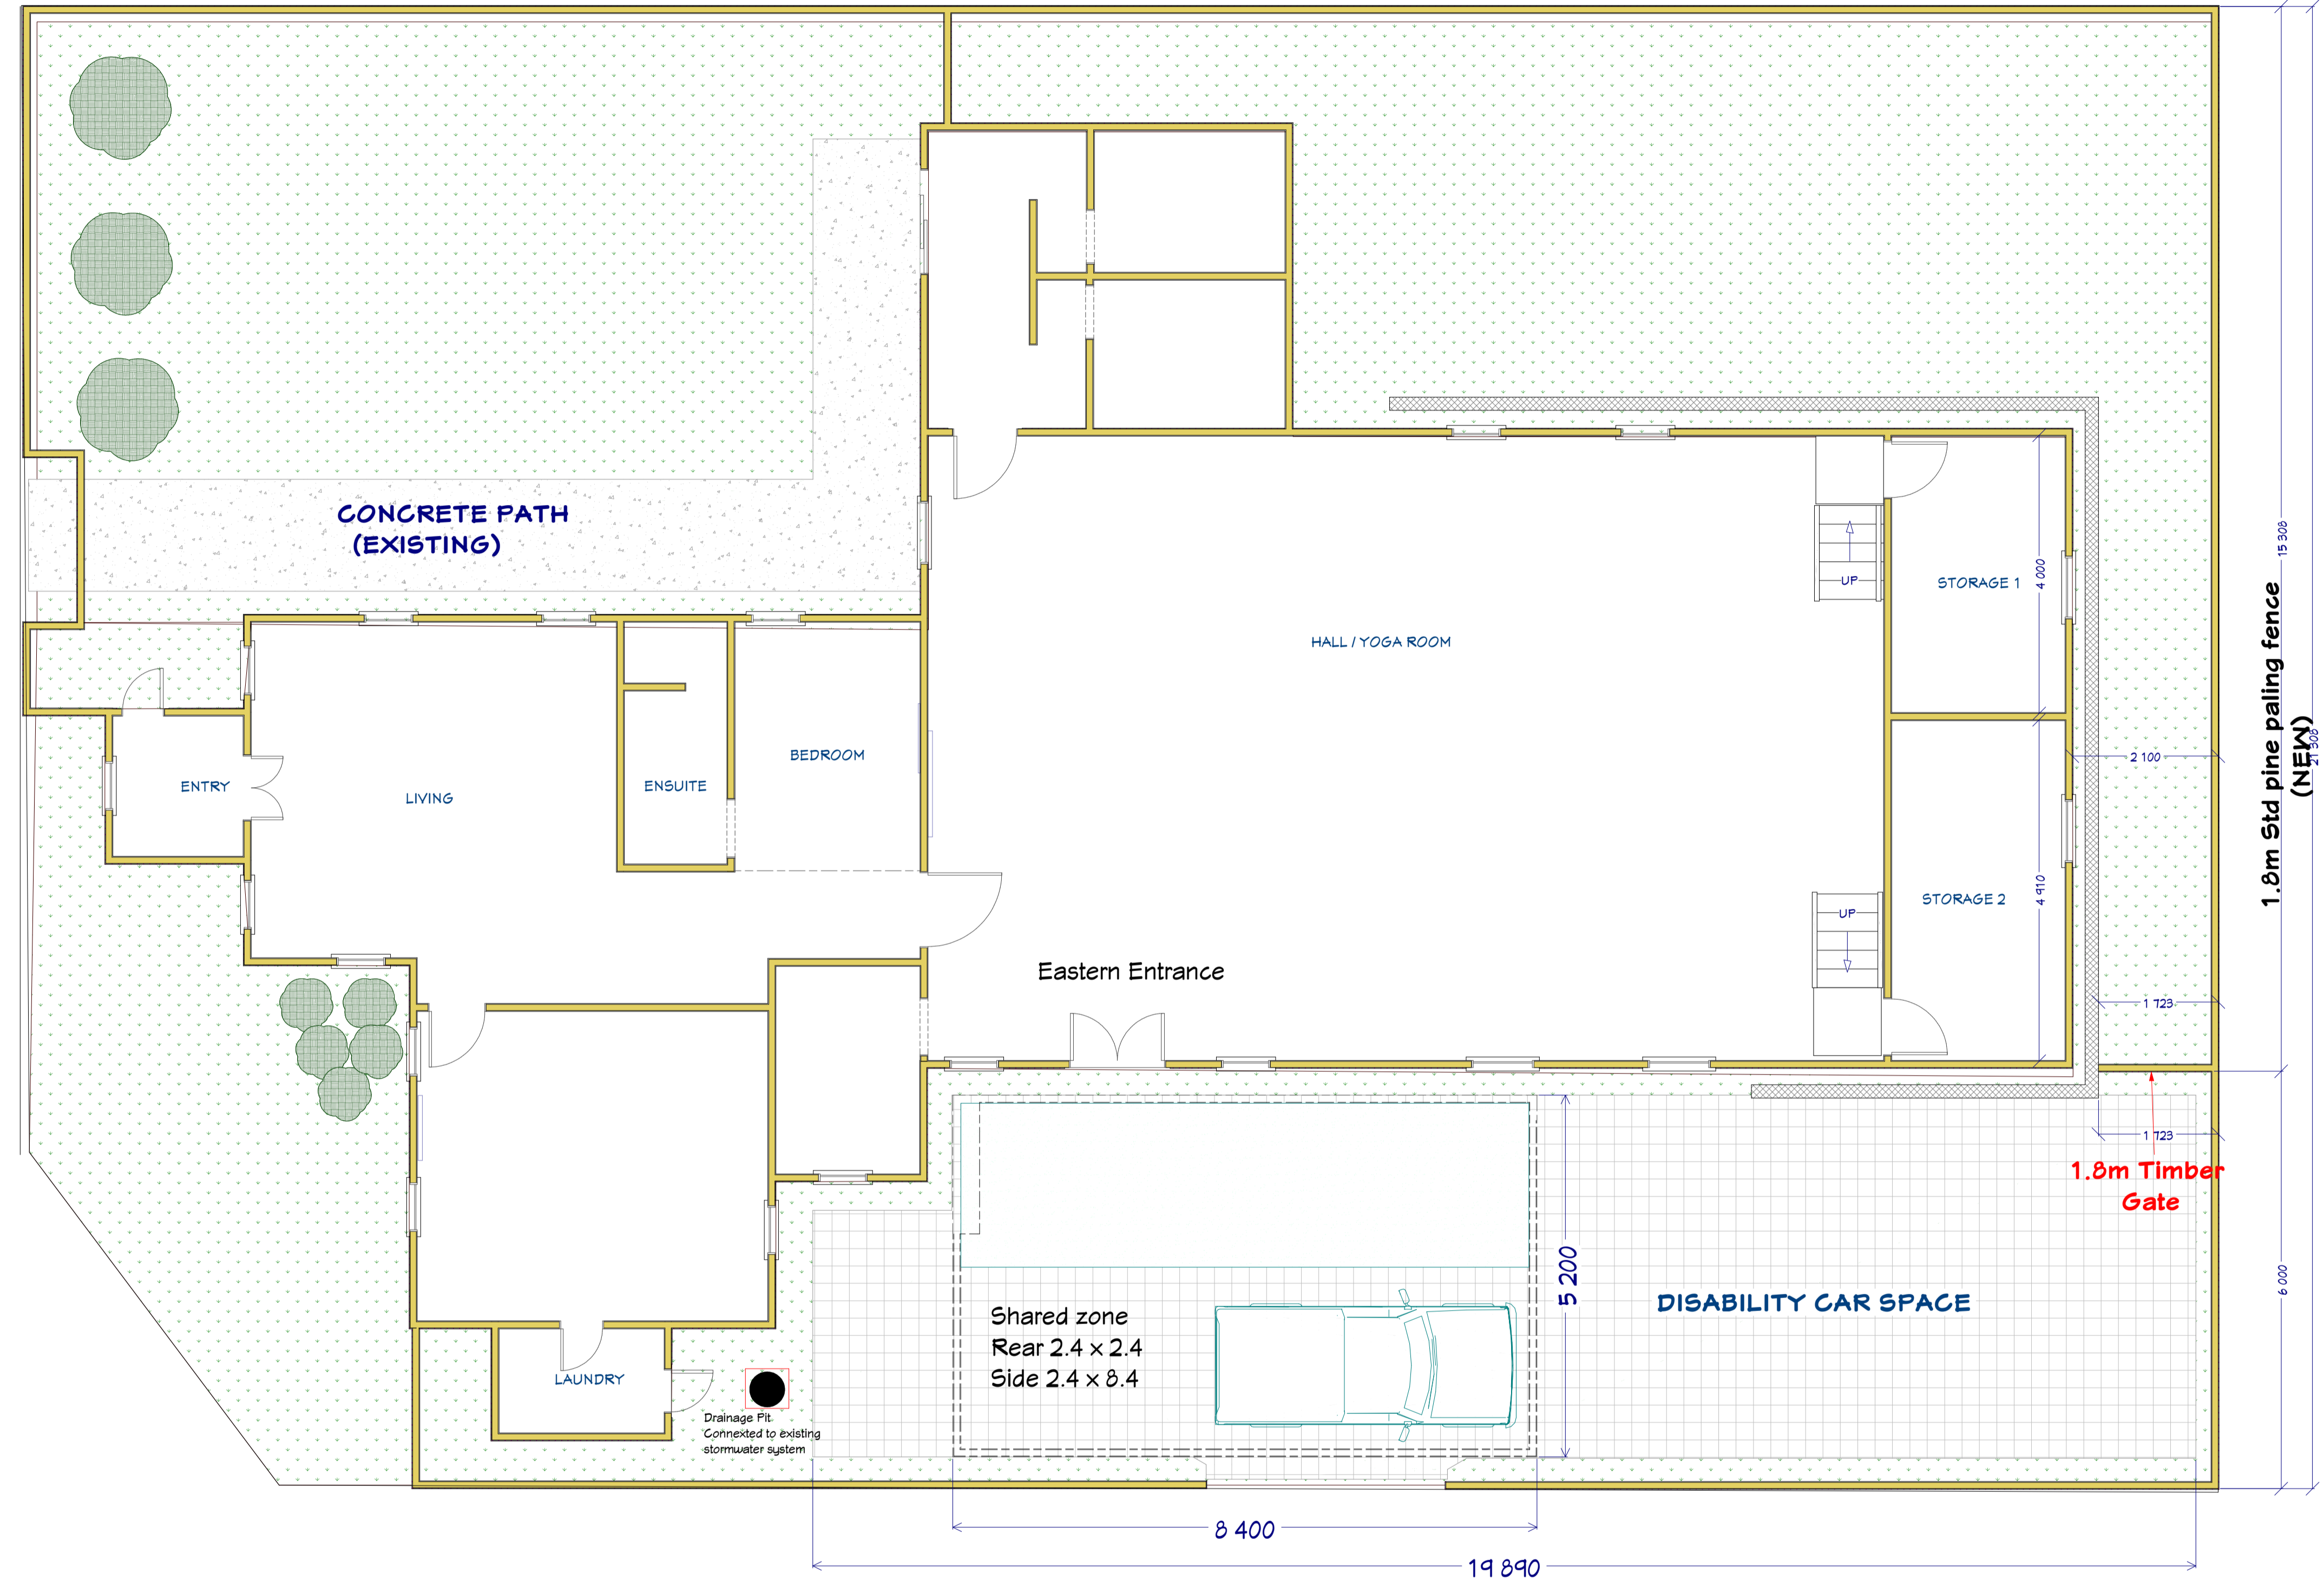 CONCRETE PATH
(EXISTING)
15 308
UP
STORAGE 1
4 000
HALL / YOGA ROOM
1.8m Std pine paling fence
(NEW)
21 308
BEDROOM
2 100
ENTRY
ENSUITE
LIVING
4 910
STORAGE 2
UP
Eastern Entrance
1 723
1 723
1.8m Timber
Gate
5 200
6 000
DISABILITY CAR SPACE
Shared zone
Rear 2.4 x 2.4
Side 2.4 x 8.4
LAUNDRY
Drainage Pit
Connexted to existing
stormwater system
8 400
19 890